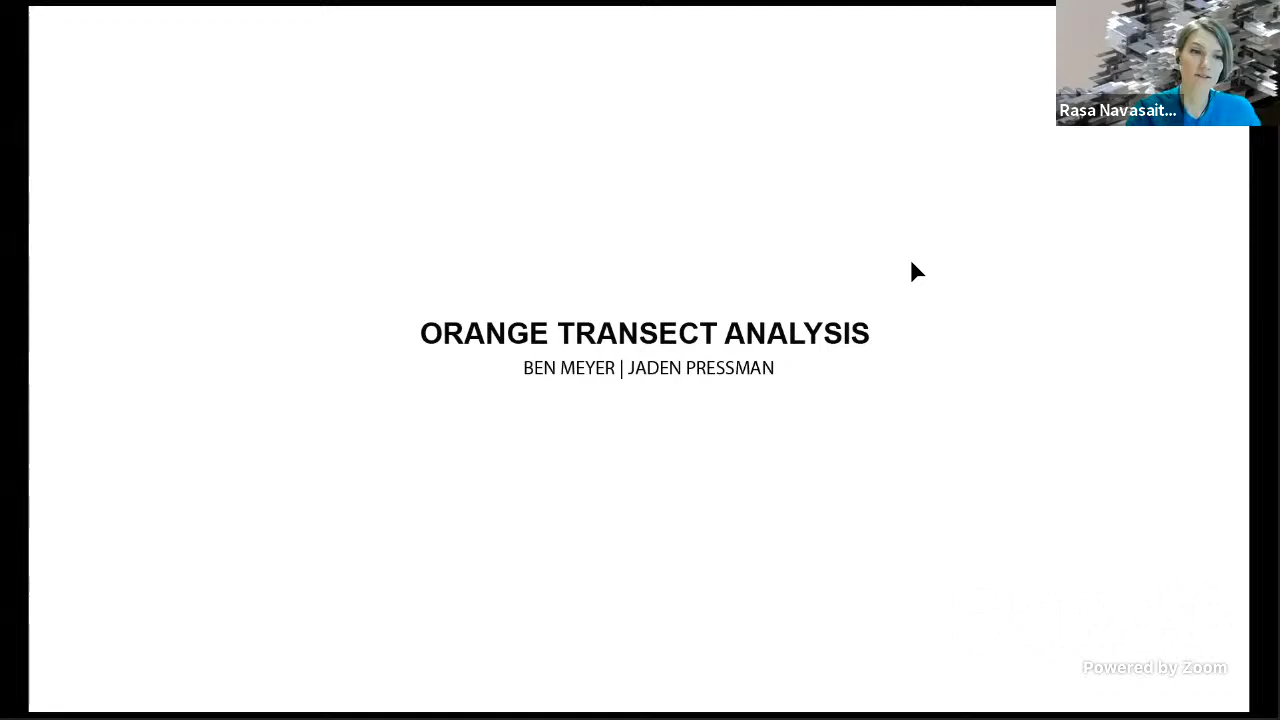 Rasa Navasait...
ORANGE TRANSECT ANALYSIS
BEN MEYER | JADEN PRESSMAN
Powered by Zoom